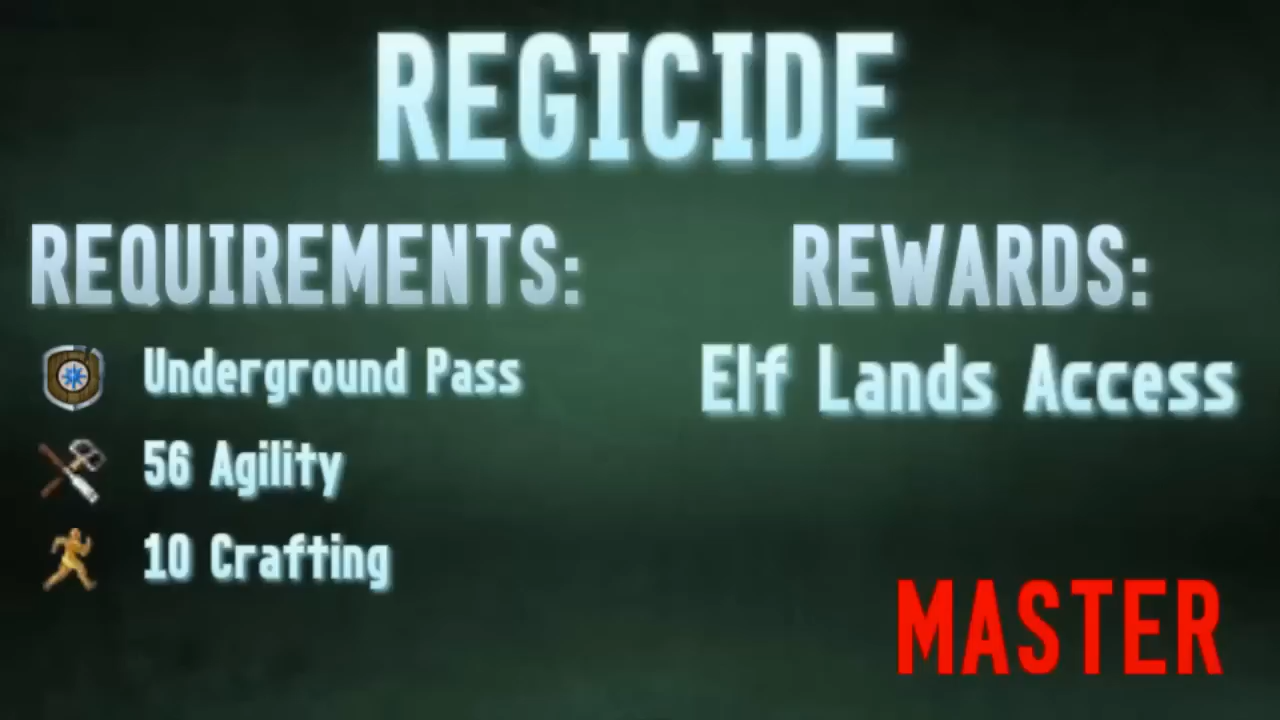 REGICIDE
REQUIREMENTS:
Underground Pass
56 Agility
10 Crafting
REWARDS:
Elf Lands Access
MASTER